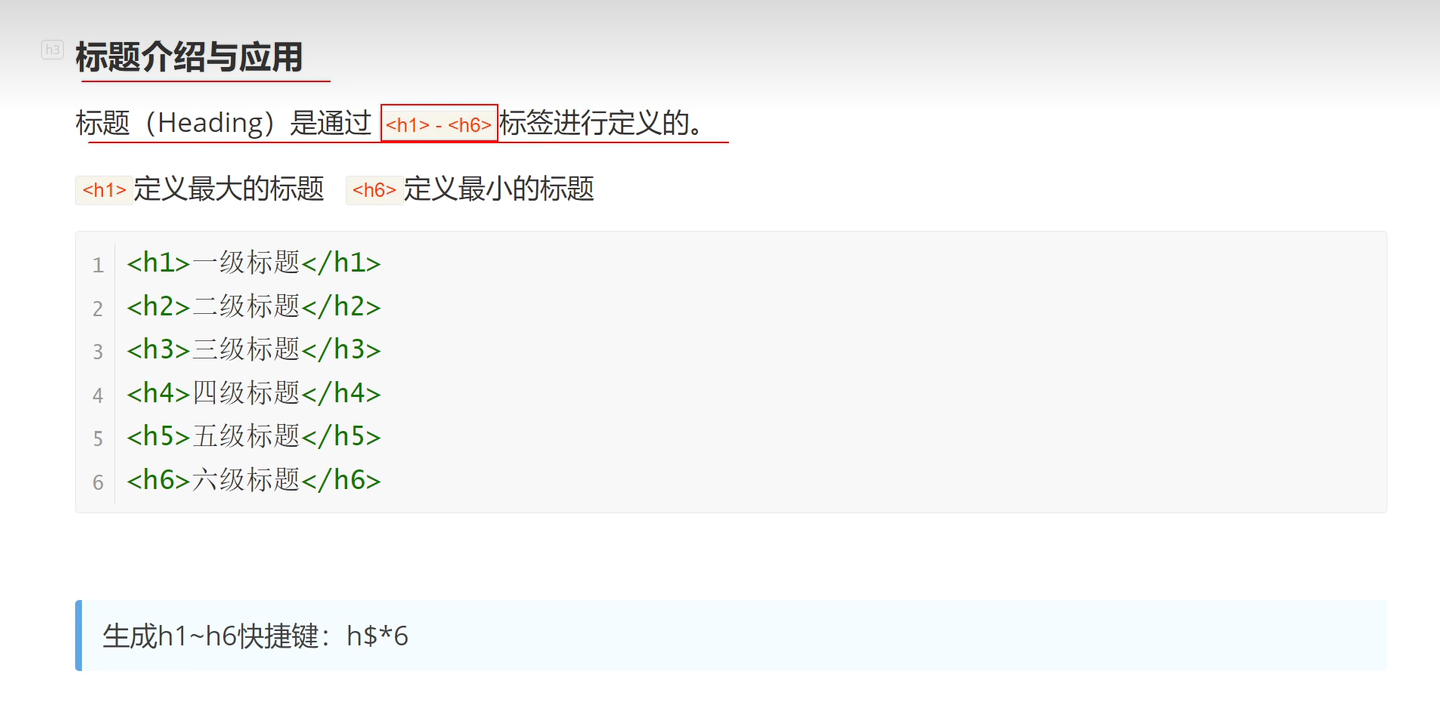 h3
标题介绍与应用
标题（Heading）是通过 <h1> - <h6>标签进行定义的。
<h1>定义最大的标题 <h6>定义最小的标题
1 <h1>一级标题</h1>
2 <h2>二级标题</h2>
3 <h3>三级标题</h3>
4 <h4>四级标题</h4>
5 <h5>五级标题</h5>
6 <h6>六级标题</h6>
生成h1~h6快捷键：h$*6